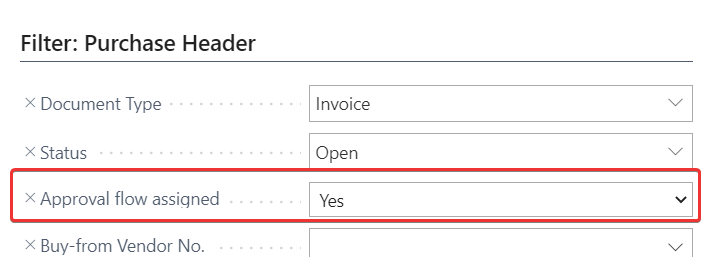 Filter: Purchase Header
× Document Type Invoice
× Status Open
× Approval flow assigned Yes
× Buy-from Vendor No.